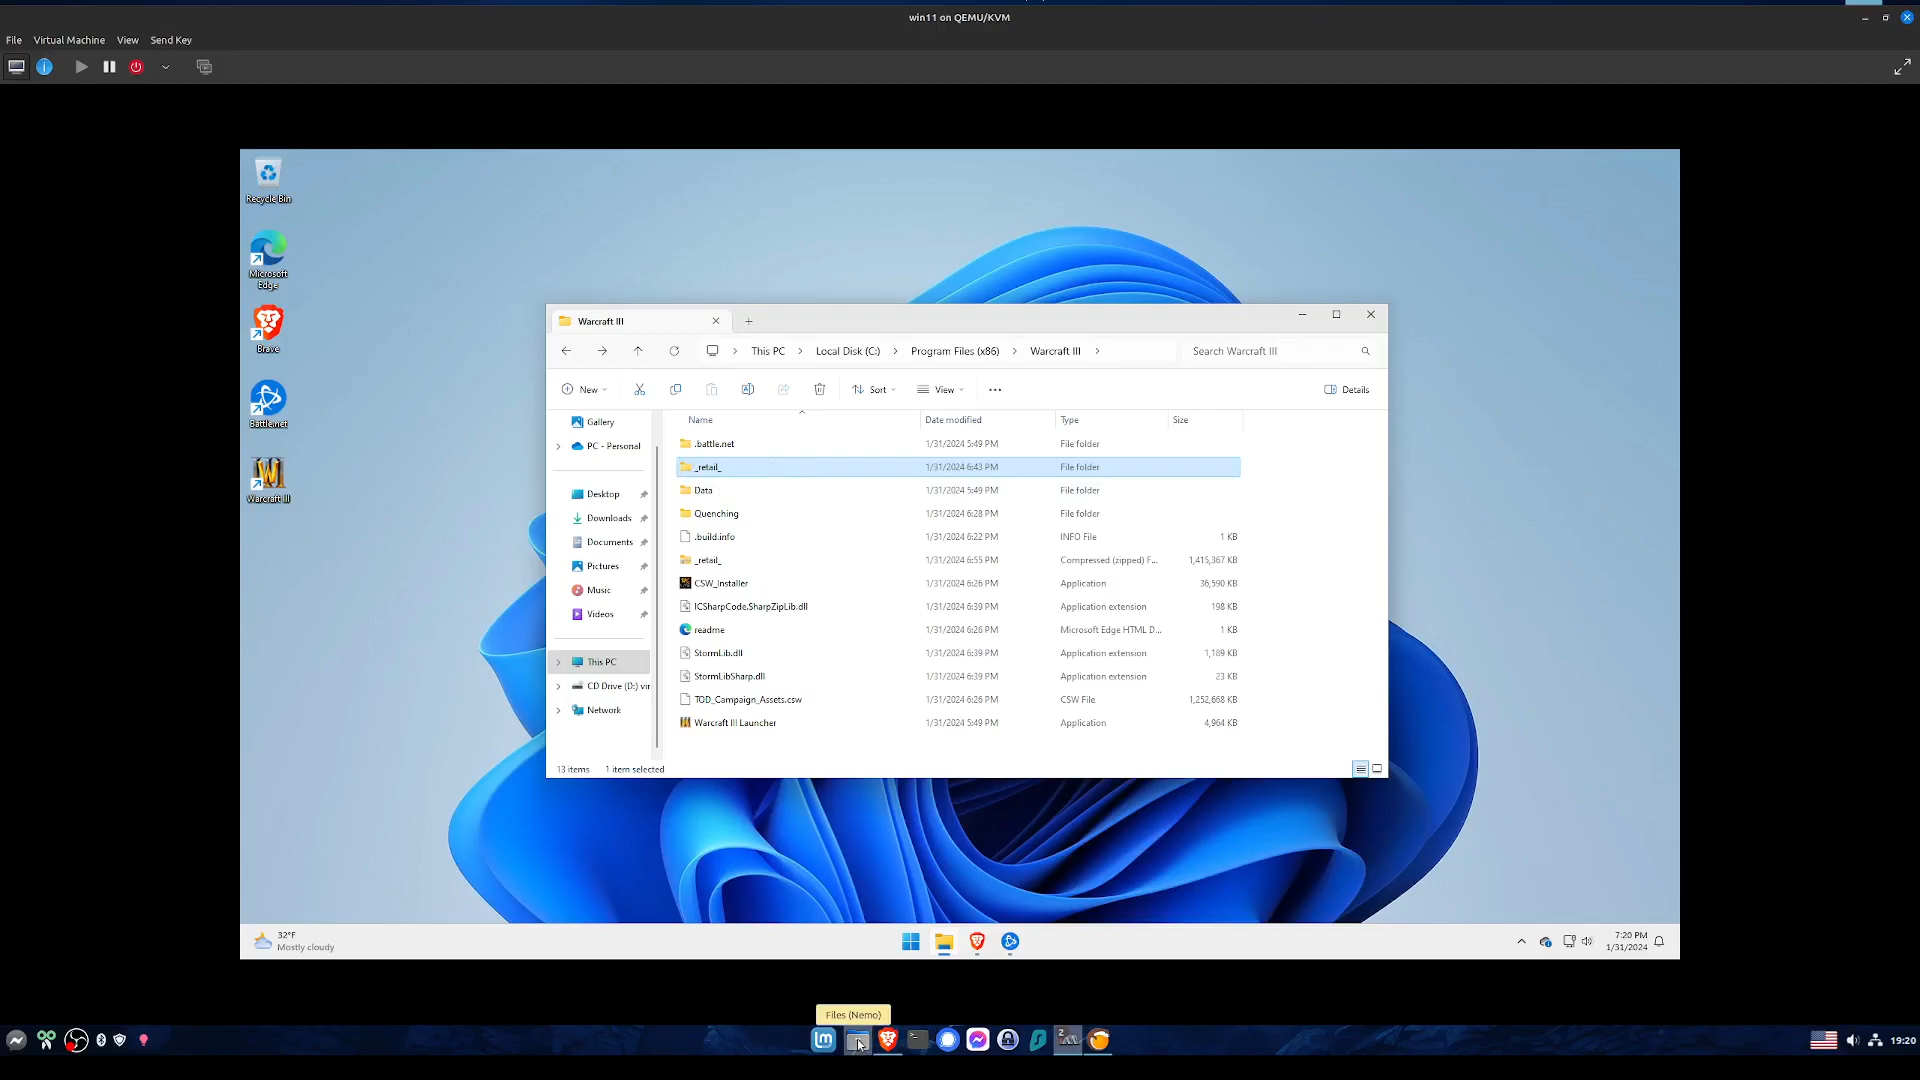 win11 on QEMU/KVM
File Virtual Machine View Send Key
Recycle Bin
Microsoft
Edge
Brave
Battle.net
Warcraft III
Warcraft III
This PC Local Disk (C:) Program Files (x86) Warcraft III Search Warcraft III
New Sort View Details
Name Date modified Type Size
Gallery
PC - Personal
Desktop
Downloads
Documents
Pictures
Music
Videos
This PC
CD Drive (D:) vir
Network
.battle.net 1/31/2024 5:49 PM File folder
_retail_ 1/31/2024 6:43 PM File folder
Data 1/31/2024 5:49 PM File folder
Quenching 1/31/2024 6:28 PM File folder
.build.info 1/31/2024 6:22 PM INFO File 1 KB
_retail_ 1/31/2024 6:55 PM Compressed (zipped) F... 1,415,367 KB
CSW_Installer 1/31/2024 6:26 PM Application 36,590 KB
ICSharpCode.SharpZipLib.dll 1/31/2024 6:39 PM Application extension 198 KB
readme 1/31/2024 6:26 PM Microsoft Edge HTML D... 1 KB
StormLib.dll 1/31/2024 6:39 PM Application extension 1,189 KB
StormLibSharp.dll 1/31/2024 6:39 PM Application extension 23 KB
TOD_Campaign_Assets.csw 1/31/2024 6:26 PM CSW File 1,252,668 KB
Warcraft III Launcher 1/31/2024 5:49 PM Application 4,964 KB
13 items 1 item selected
32°F
Mostly cloudy
7:20 PM
1/31/2024
Files (Nemo)
2
19:20